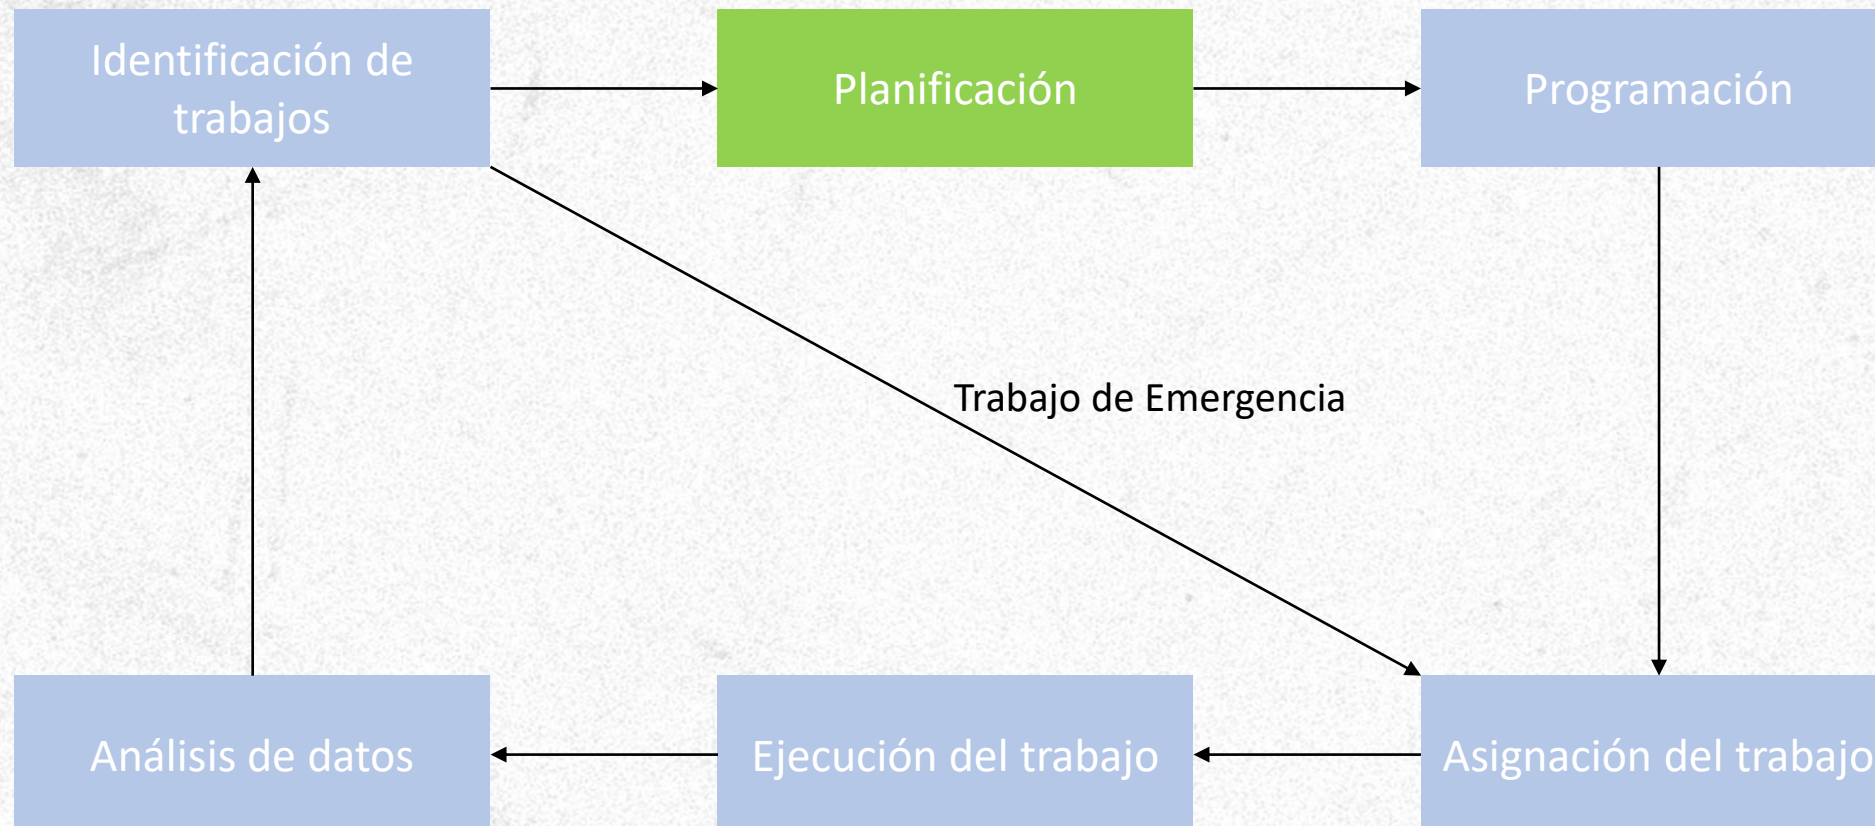 Identificación de
trabajos
Planificación
Programación
Trabajo de Emergencia
Análisis de datos
Ejecución del trabajo
Asignación del trabajo